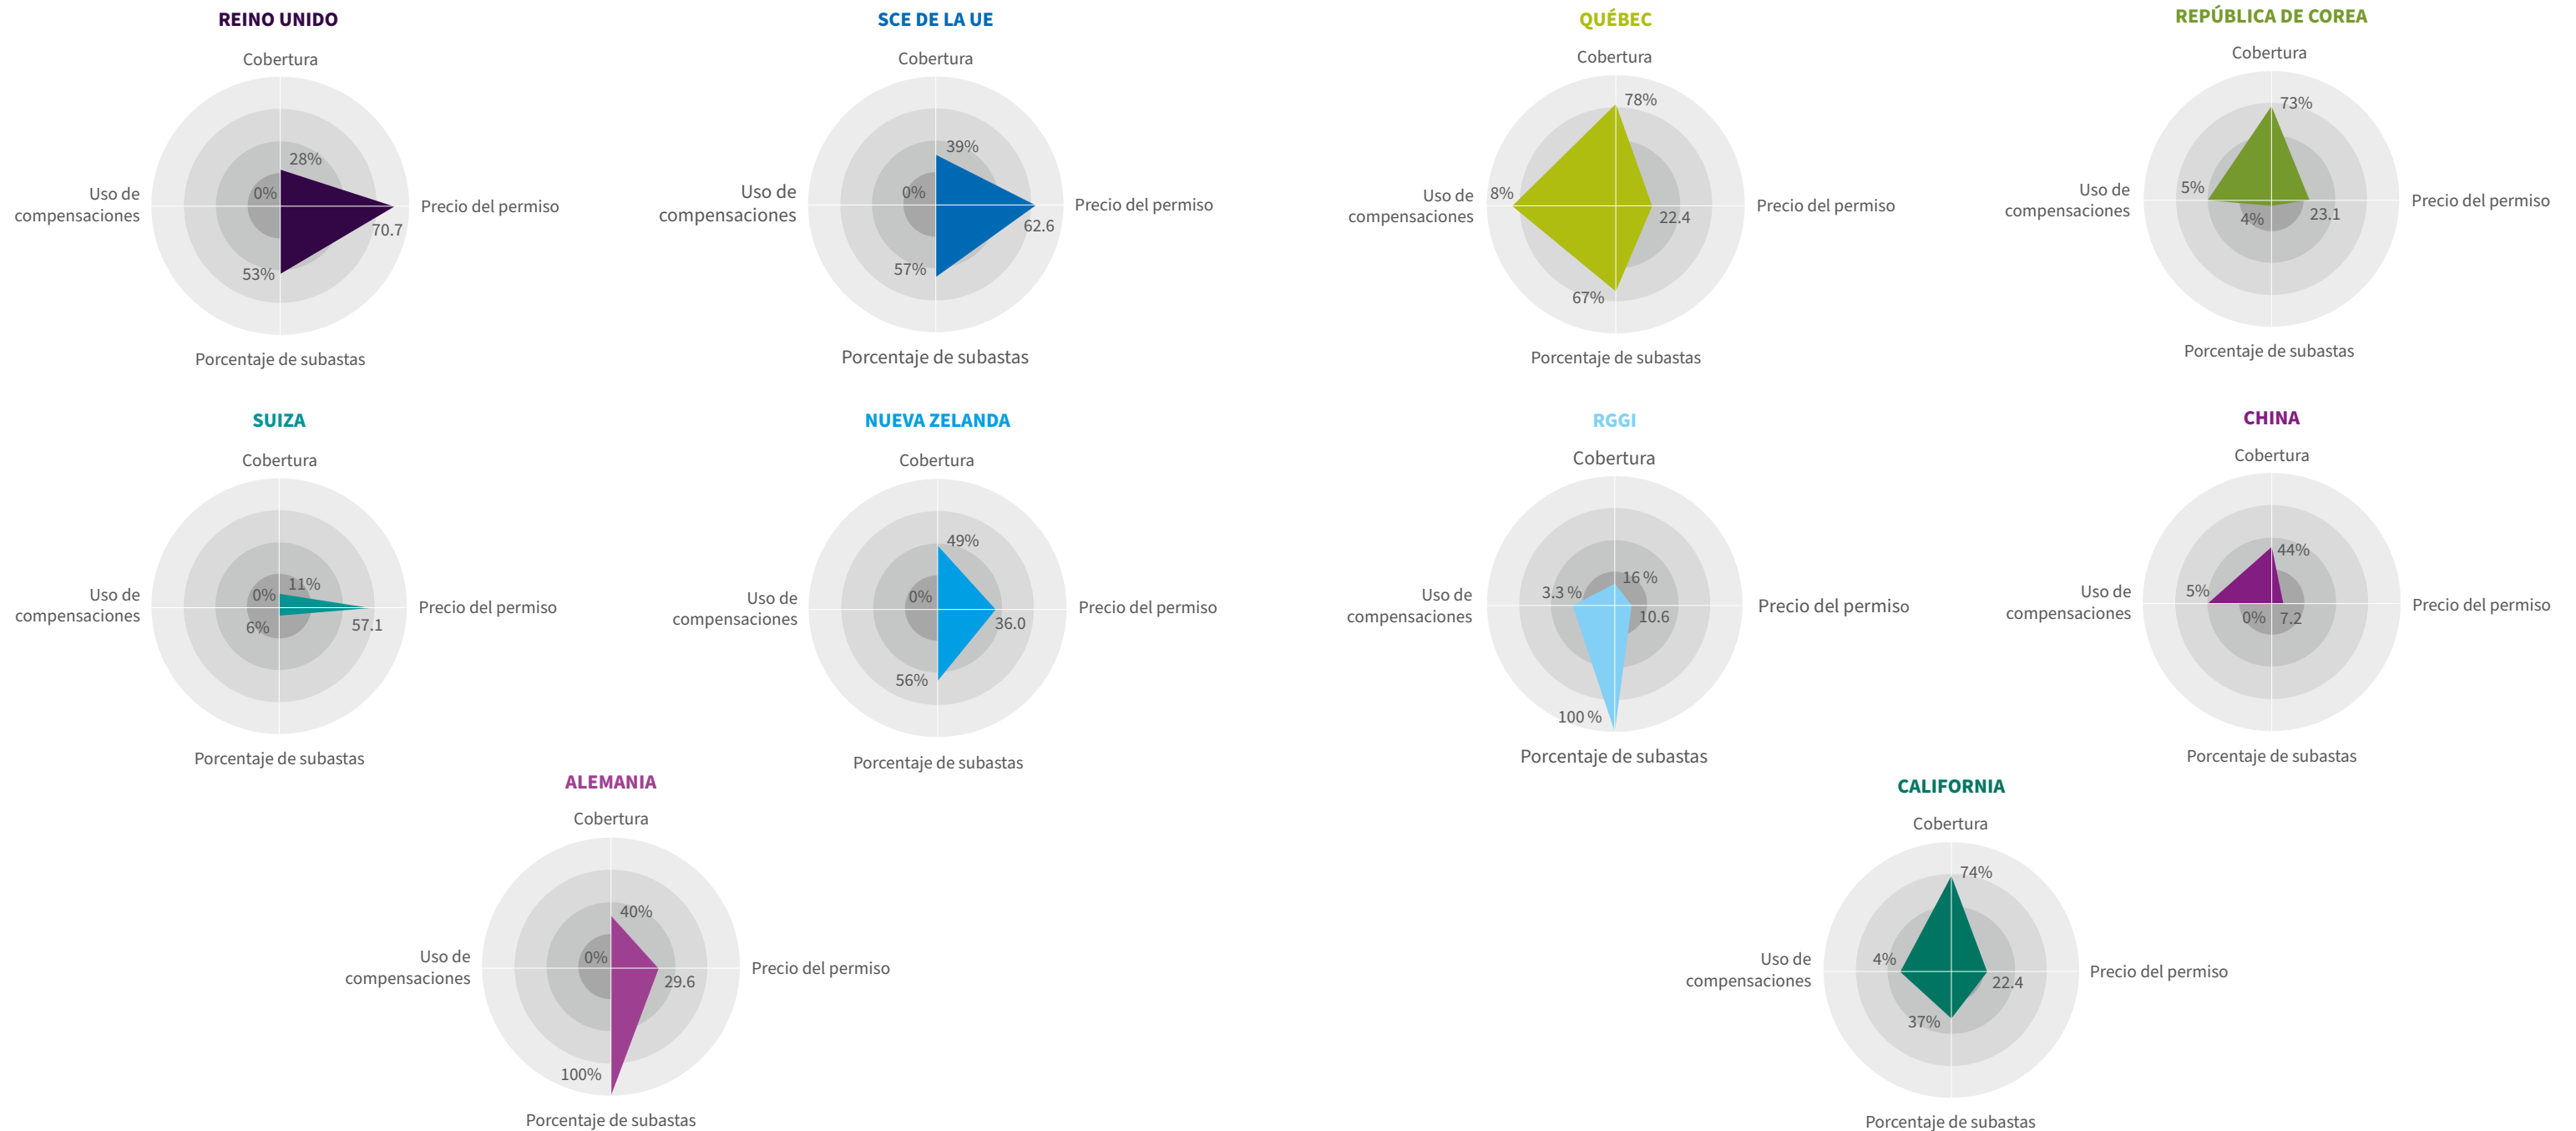 REINO UNIDO
Cobertura
28%
0%
Uso de
compensaciones
Precio del permiso
70.7
53%
Porcentaje de subastas
SCE DE LA UE
Cobertura
39%
0%
Uso de
compensaciones
Precio del permiso
62.6
57%
Porcentaje de subastas
QUÉBEC
Cobertura
78%
8%
Uso de
compensaciones
Precio del permiso
22.4
67%
Porcentaje de subastas
REPÚBLICA DE COREA
Cobertura
73%
5%
Uso de
compensaciones
Precio del permiso
23.1
4%
Porcentaje de subastas
SUIZA
Cobertura
11%
0%
Uso de
compensaciones
Precio del permiso
57.1
6%
Porcentaje de subastas
NUEVA ZELANDA
Cobertura
49%
0%
Uso de
compensaciones
Precio del permiso
36.0
56%
Porcentaje de subastas
RGGI
Cobertura
16 %
3.3 %
Uso de
compensaciones
Precio del permiso
10.6
100 %
Porcentaje de subastas
CHINA
Cobertura
44%
5%
Uso de
compensaciones
Precio del permiso
0%
7.2
Porcentaje de subastas
ALEMANIA
Cobertura
40%
0%
Uso de
compensaciones
Precio del permiso
29.6
100%
Porcentaje de subastas
CALIFORNIA
Cobertura
74%
4%
Uso de
compensaciones
Precio del permiso
22.4
37%
Porcentaje de subastas